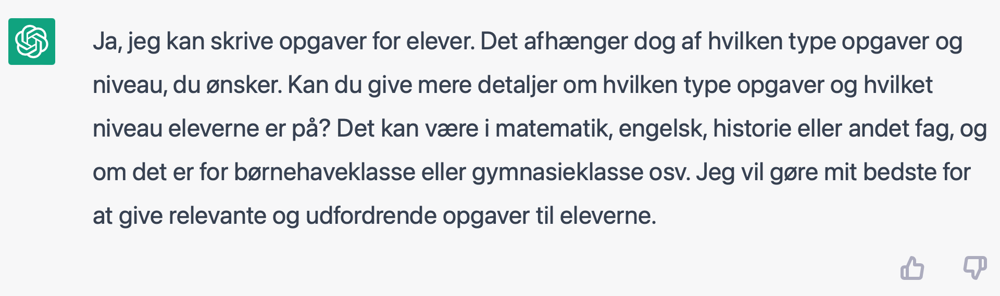 Ja, jeg kan skrive opgaver for elever. Det afhænger dog af hvilken type opgaver og
niveau, du ønsker. Kan du give mere detaljer om hvilken type opgaver og hvilket
niveau eleverne er på? Det kan være i matematik, engelsk, historie eller andet fag, og
om det er for børnehaveklasse eller gymnasieklasse osv. Jeg vil gøre mit bedste for
at give relevante og udfordrende opgaver til eleverne.